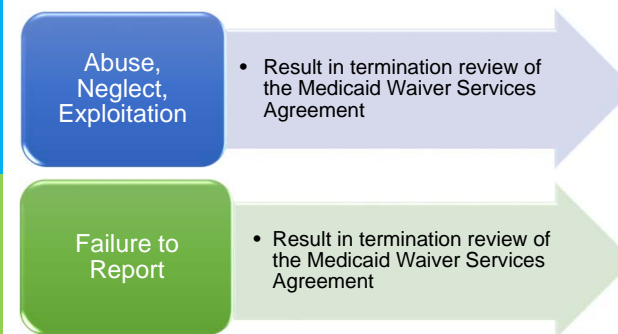 Abuse,
Neglect,
Exploitation
• Result in termination review of
the Medicaid Waiver Services
Agreement
Failure to
Report
• Result in termination review of
the Medicaid Waiver Services
Agreement